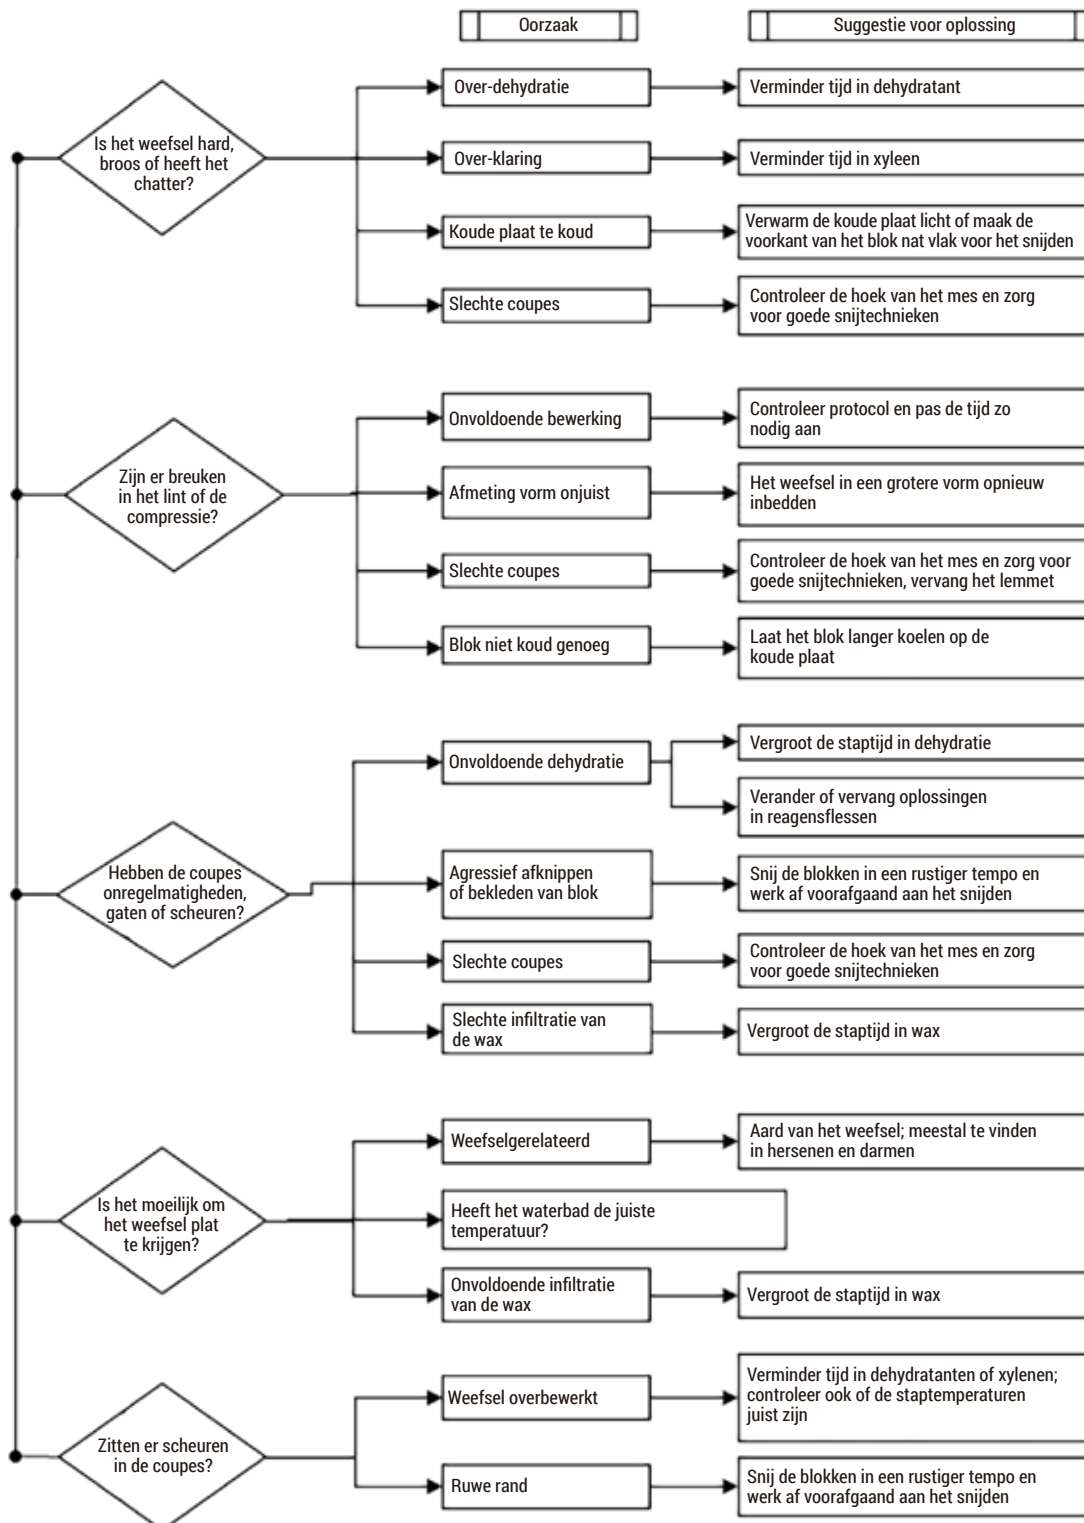 Oorzaak
Suggestie voor oplossing
Is het weefsel hard,
broos of heeft het
chatter?
Over-dehydratie
Verminder tijd in dehydratant
Over-klaring
Verminder tijd in xyleen
Koude plaat te koud
Verwarm de koude plaat licht of maak de
voorkant van het blok nat vlak voor het snijden
Slechte coupes
Controleer de hoek van het mes en zorg
voor goede snijtechnieken
Zijn er breuken
in het lint of de
compressie?
Onvoldoende bewerking
Controleer protocol en pas de tijd zo
nodig aan
Afmeting vorm onjuist
Het weefsel in een grotere vorm opnieuw
inbedden
Slechte coupes
Controleer de hoek van het mes en zorg voor
goede snijtechnieken, vervang het lemmet
Blok niet koud genoeg
Laat het blok langer koelen op de
koude plaat
Hebben de coupes
onregelmatigheden,
gaten of scheuren?
Onvoldoende dehydratie
Vergroot de staptijd in dehydratie
Verander of vervang oplossingen
in reagensflessen
Agressief afknippen
of bekleden van blok
Snij de blokken in een rustiger tempo en
werk af voorafgaand aan het snijden
Slechte coupes
Controleer de hoek van het mes en zorg
voor goede snijtechnieken
Slechte infiltratie van
de wax
Vergroot de staptijd in wax
Is het moeilijk om
het weefsel plat
te krijgen?
Weefselgerelateerd
Aard van het weefsel; meestal te vinden
in hersenen en darmen
Heeft het waterbad de juiste
temperatuur?
Onvoldoende infiltratie
van de wax
Vergroot de staptijd in wax
Zitten er scheuren
in de coupes?
Weefsel overbewerkt
Verminder tijd in dehydratanten of xylenen;
controleer ook of de staptemperaturen
juist zijn
Ruwe rand
Snij de blokken in een rustiger tempo en
werk af voorafgaand aan het snijden